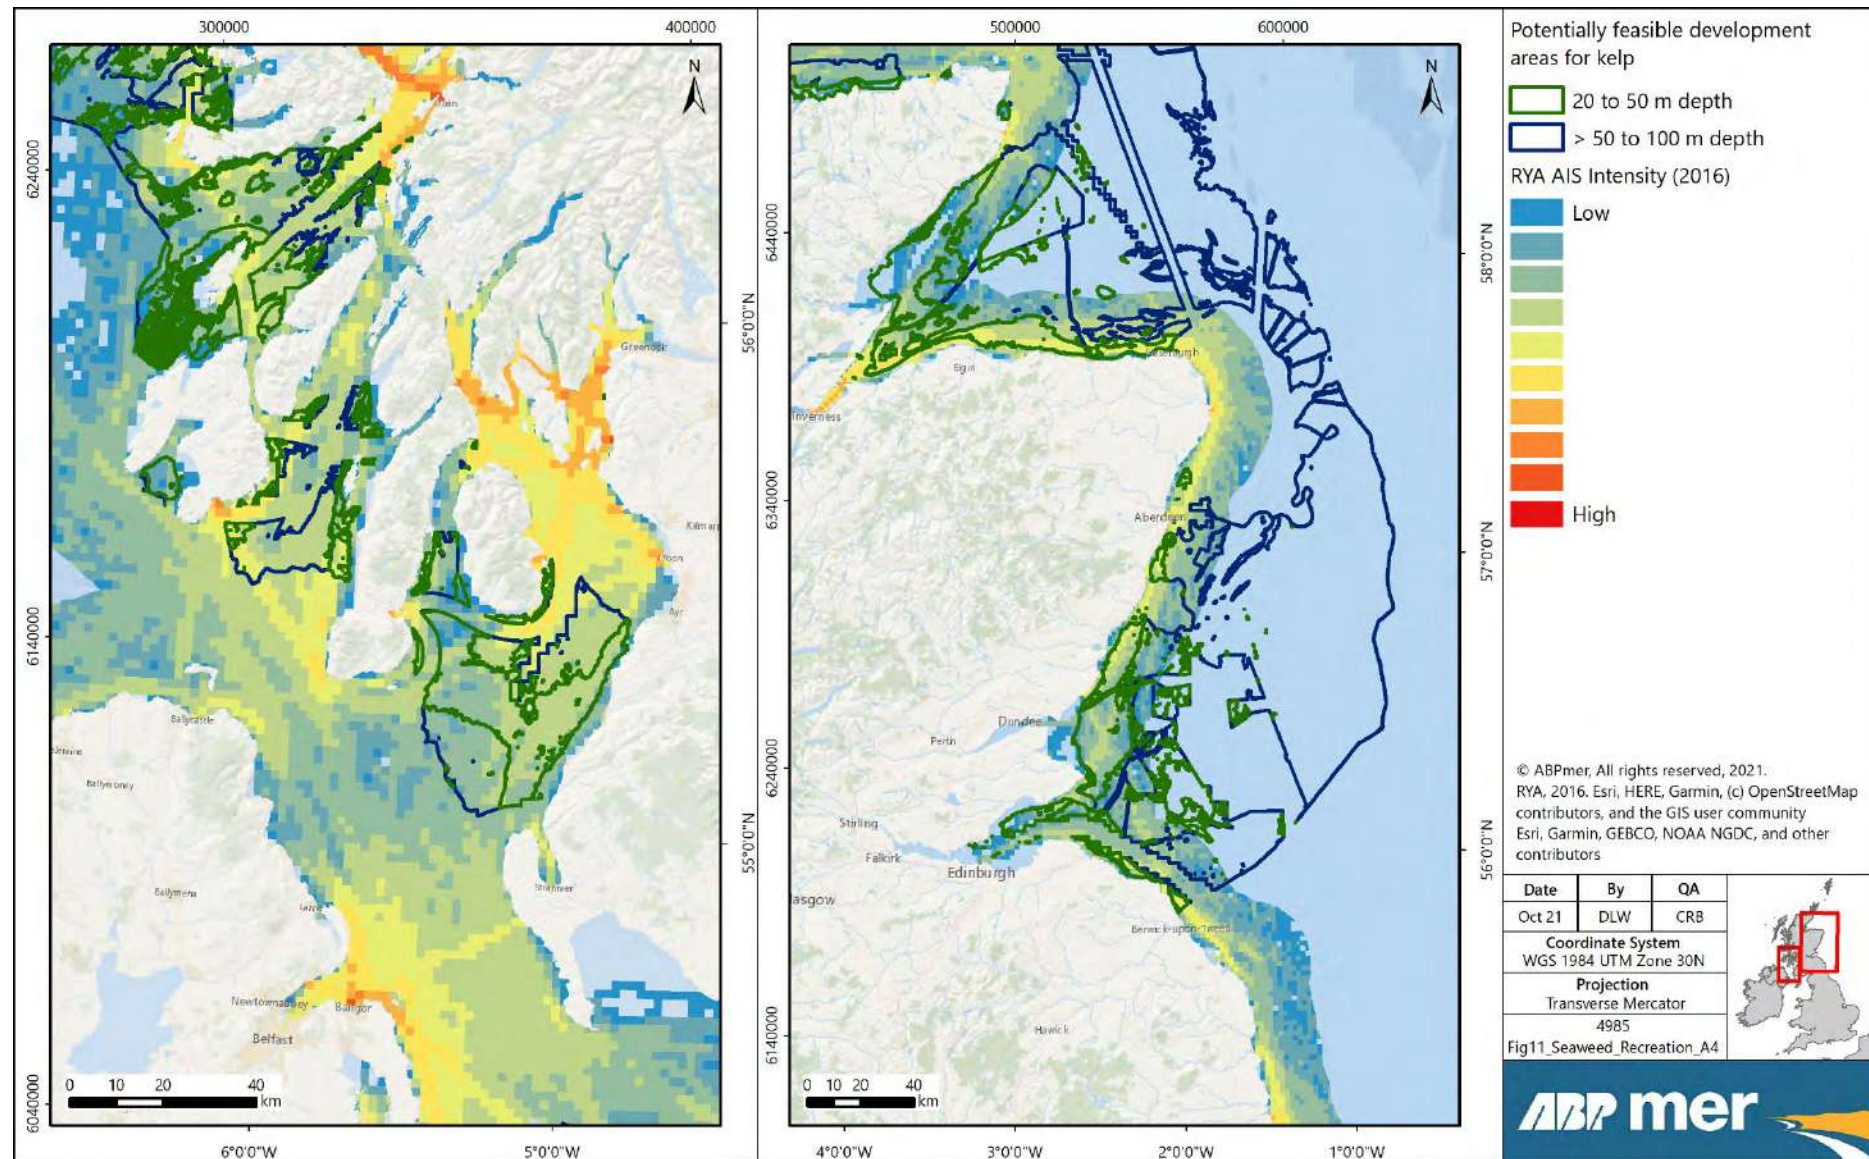 300000
400000
500000
600000
N
N
6240000
6140000
6040000
56°0'0"N
55°0'0"N
6°0'0"W
5°0'0"W
Greenock
Ayr
Ballycastle
Ballymoney
Ballymena
Larne
Stranraer
Newtownabbey
Bangor
Belfast
0 10 20 40
km
6440000
6340000
6240000
6140000
58°0'0"N
57°0'0"N
56°0'0"N
4°0'0"W
3°0'0"W
2°0'0"W
1°0'0"W
Elgin
Inverness
Aberdeen
Dundee
Perth
Stirling
Falkirk
Edinburgh
asgow
Berwick-upon-Tweed
Hawick
0 10 20 40
km
Potentially feasible development
areas for kelp
20 to 50 m depth
> 50 to 100 m depth
RYA AIS Intensity (2016)
Low
High
© ABPmer, All rights reserved, 2021.
RYA, 2016. Esri, HERE, Garmin, (c) OpenStreetMap
contributors, and the GIS user community
Esri, Garmin, GEBCO, NOAA NGDC, and other
contributors
Date By QA
Oct 21 DLW CRB
Coordinate System
WGS 1984 UTM Zone 30N
Projection
Transverse Mercator
4985
Fig11_Seaweed_Recreation_A4
ABPmer